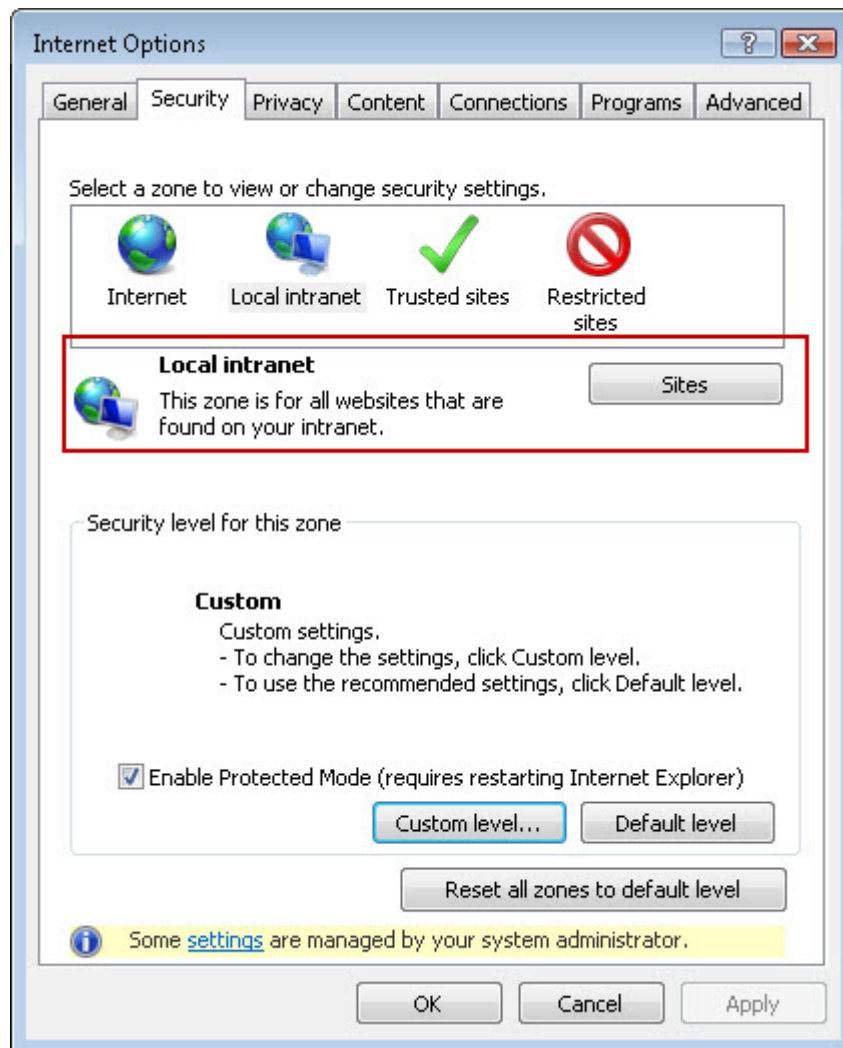 Internet Options
General Security Privacy Content Connections Programs Advanced
Select a zone to view or change security settings.
Internet Local intranet Trusted sites Restricted
sites
Local intranet
Sites
This zone is for all websites that are
found on your intranet.
Security level for this zone
Custom
Custom settings.
- To change the settings, click Custom level.
- To use the recommended settings, click Default level.
Enable Protected Mode (requires restarting Internet Explorer)
Custom level... Default level
Reset all zones to default level
Some settings are managed by your system administrator.
OK Cancel Apply